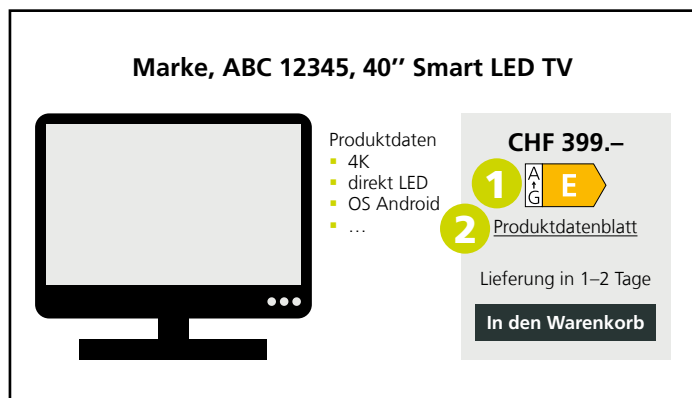 Marke, ABC 12345, 40’’ Smart LED TV
Produktdaten
▪ 4K
▪ direkt LED
▪ OS Android
▪ …
CHF 399.–
1
A
↑
G
E
2
Produktdatenblatt
Lieferung in 1–2 Tage
In den Warenkorb